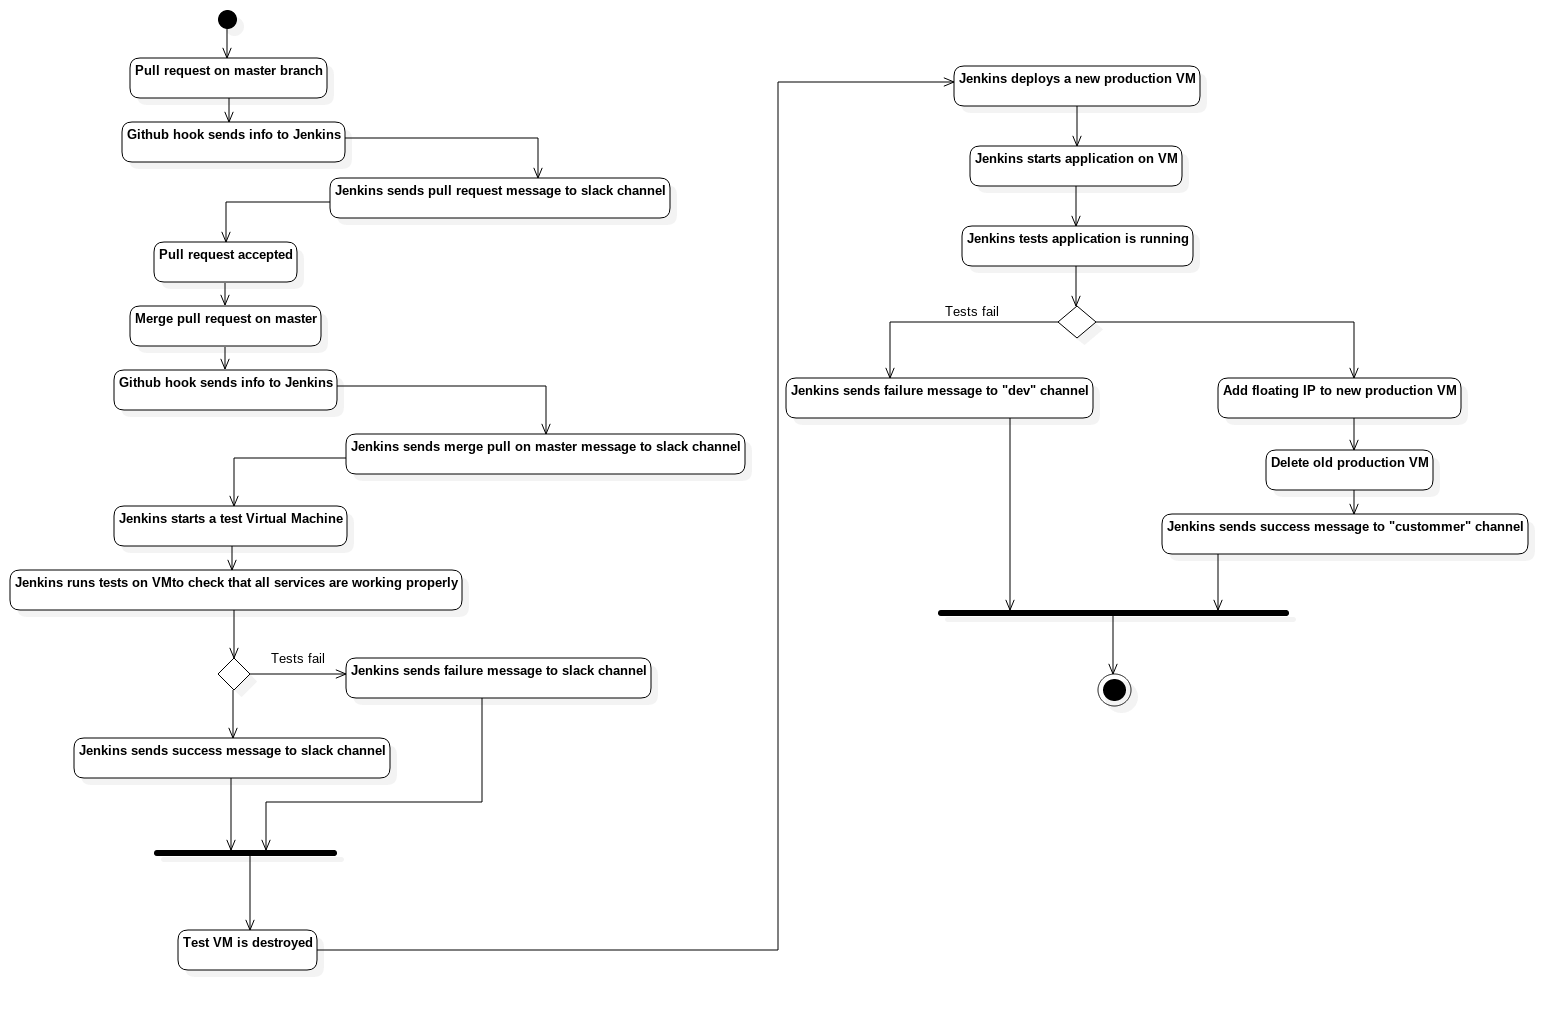 Pull request on master branch
Github hook sends info to Jenkins
Jenkins sends pull request message to slack channel
Pull request accepted
Merge pull request on master
Github hook sends info to Jenkins
Jenkins sends merge pull on master message to slack channel
Jenkins starts a test Virtual Machine
Jenkins runs tests on VMto check that all services are working properly
Tests fail
Jenkins sends failure message to slack channel
Jenkins sends success message to slack channel
Test VM is destroyed
Jenkins deploys a new production VM
Jenkins starts application on VM
Jenkins tests application is running
Tests fail
Jenkins sends failure message to "dev" channel
Add floating IP to new production VM
Delete old production VM
Jenkins sends success message to "custommer" channel